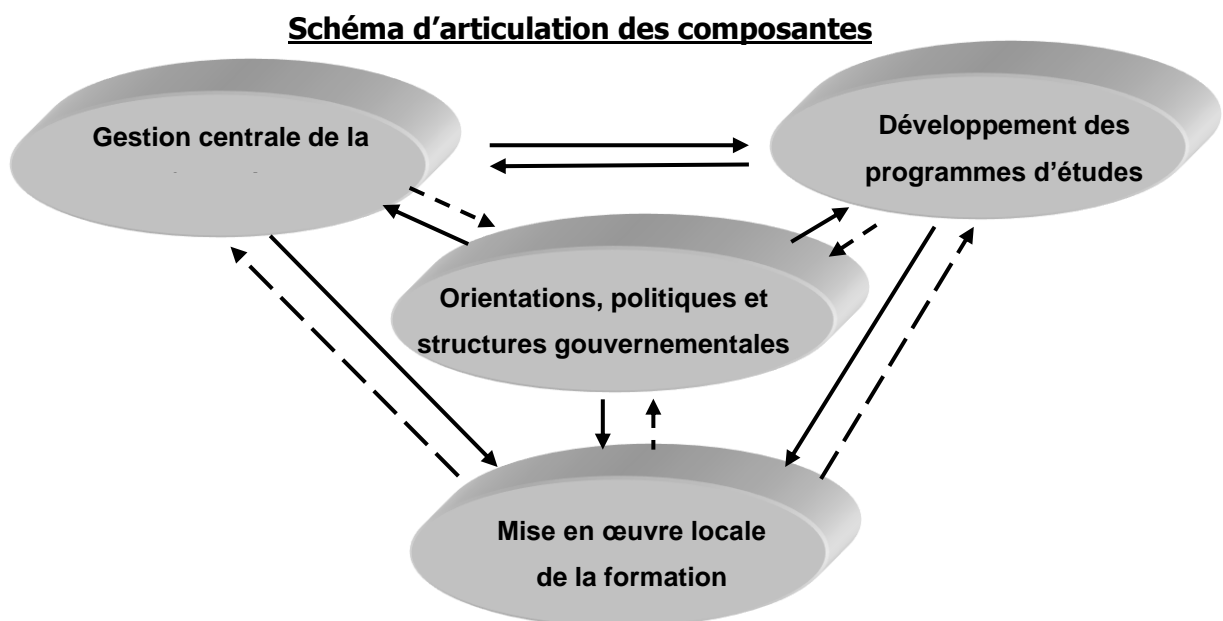 Schéma d’articulation des composantes
Gestion centrale de la
Développement des
programmes d’études
Orientations, politiques et
structures gouvernementales
Mise en œuvre locale
de la formation